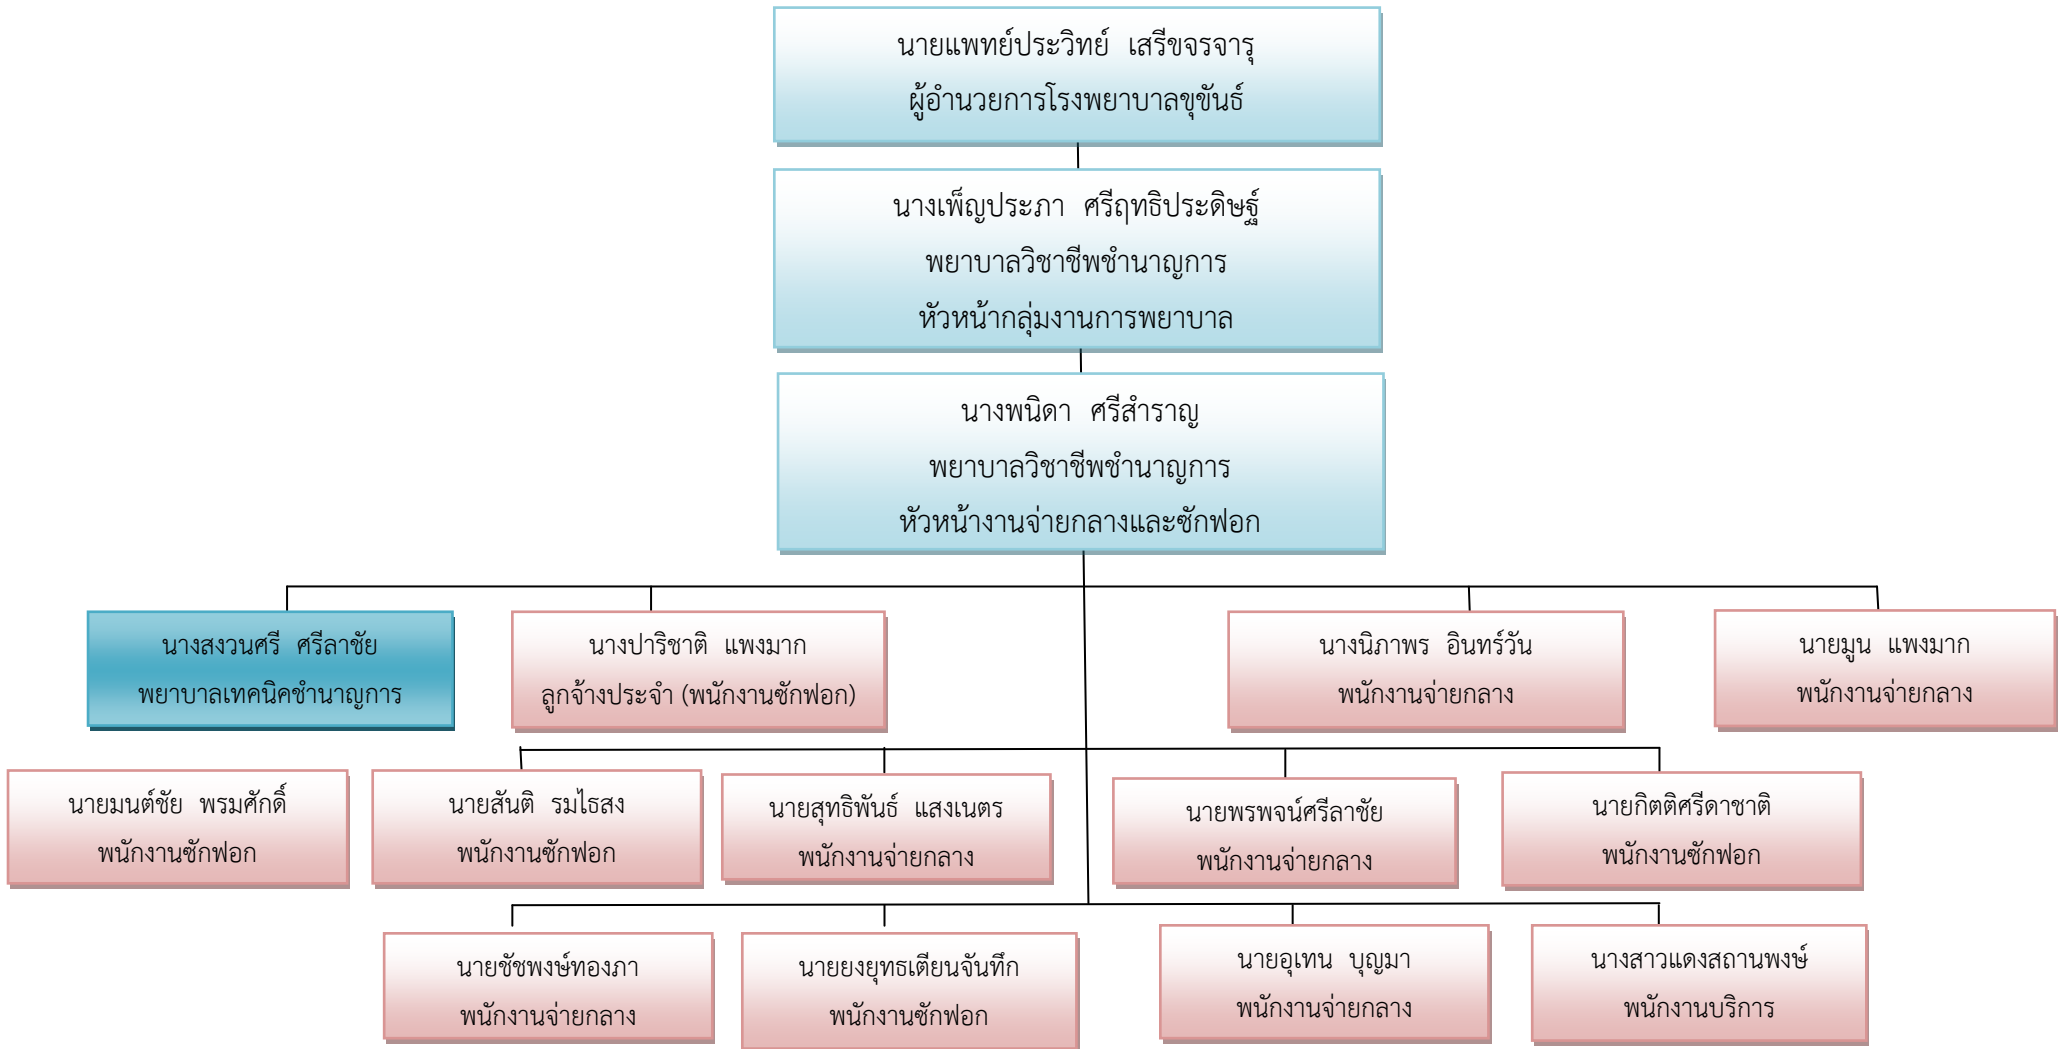 นายแพทย์ประวิทย์ เสรีขจรจารุ
ผู้อำนวยการโรงพยาบาลขุขันธ์
นางเพ็ญประภา ศรีฤทธิประดิษฐ์
พยาบาลวิชาชีพชำนาญการ
หัวหน้ากลุ่มงานการพยาบาล
นางพนิดา ศรีสำราญ
พยาบาลวิชาชีพชำนาญการ
หัวหน้างานจ่ายกลางและซักฟอก
นางสงวนศรี ศรีลาชัย
พยาบาลเทคนิคชำนาญการ
นางปาริชาติ แพงมาก
ลูกจ้างประจำ (พนักงานซักฟอก)
นางนิภาพร อินทร์วัน
พนักงานจ่ายกลาง
นายมูน แพงมาก
พนักงานจ่ายกลาง
นายมนต์ชัย พรมศักดิ์
พนักงานซักฟอก
นายสันติ รมไธสง
พนักงานซักฟอก
นายสุทธิพันธ์ แสงเนตร
พนักงานจ่ายกลาง
นายพรพจน์ศรีลาชัย
พนักงานจ่ายกลาง
นายกิตติศรีดาชาติ
พนักงานซักฟอก
นายชัชพงษ์ทองภา
พนักงานจ่ายกลาง
นายยงยุทธเตียนจันทึก
พนักงานซักฟอก
นายอุเทน บุญมา
พนักงานจ่ายกลาง
นางสาวแดงสถานพงษ์
พนักงานบริการ